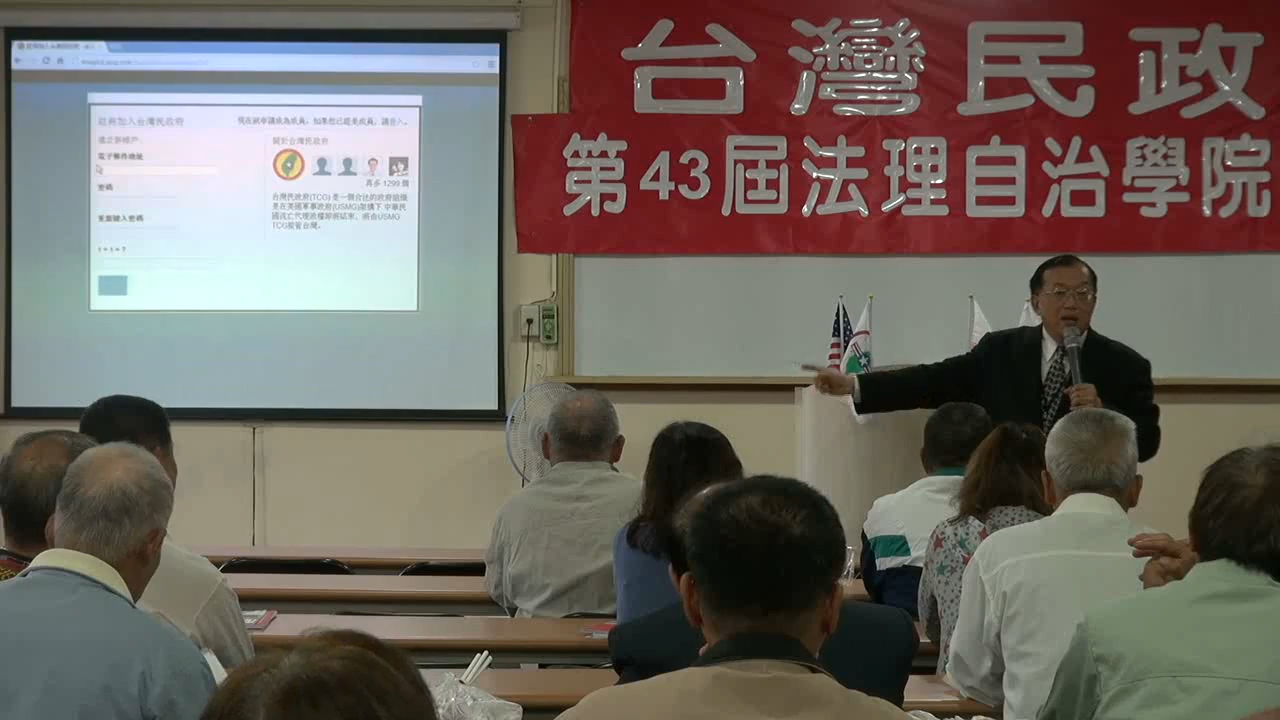 台灣民政
第43屆法理自治學院
歡迎加入台灣民政府
現在就申請成為成員。如果您已經是成員，請登入。
建立新帳戶
電子郵件地址
密碼
重新鍵入密碼
關於台灣民政府
再多 1299 個
台灣民政府(TCG) 是一個合法的政府組織
是在美國軍事政府(USMG)架構下 中華民
國流亡代理政權即將結束，將由USMG
TCG接管台灣。